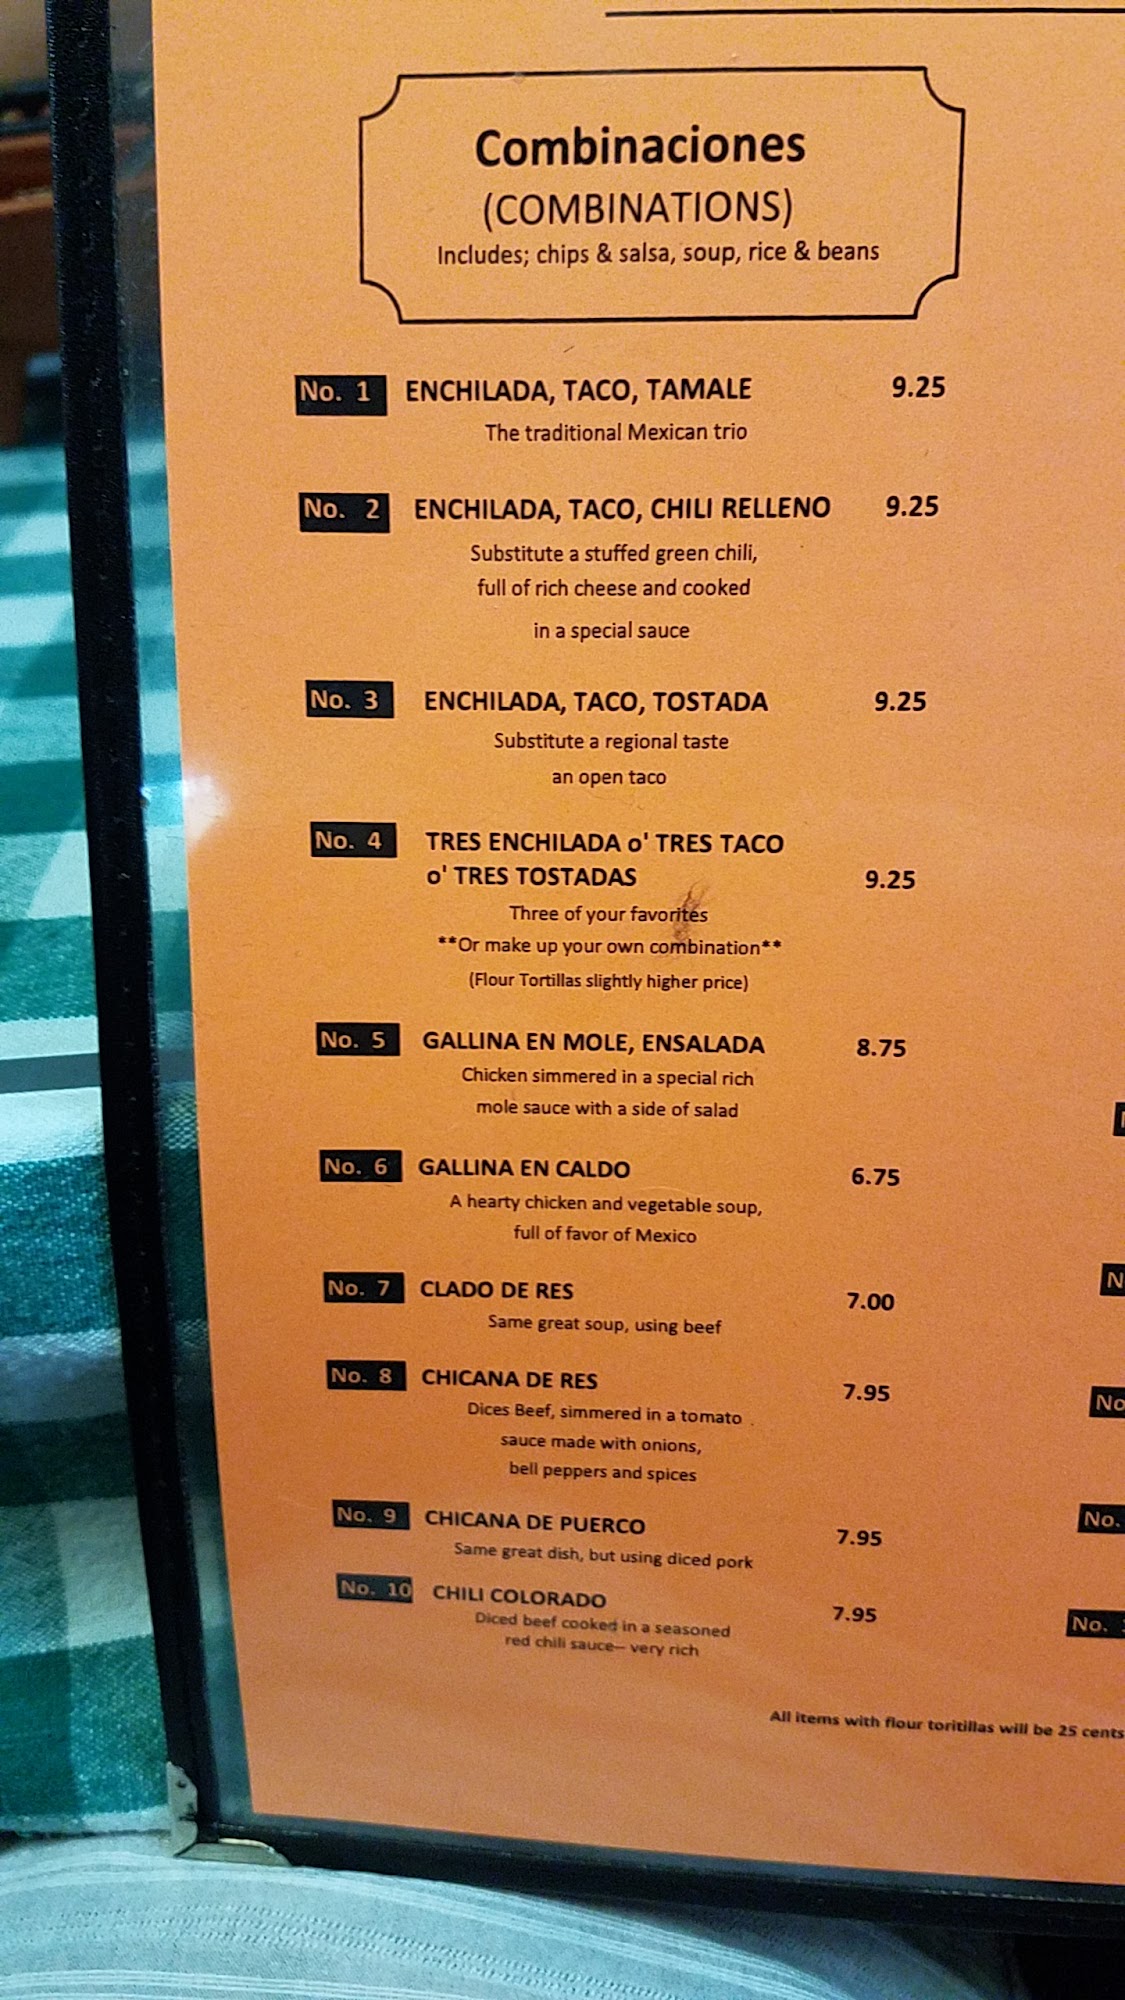 Combinaciones
(COMBINATIONS)
Includes; chips & salsa, soup, rice & beans
No. 1 ENCHILADA, TACO, TAMALE 9.25
The traditional Mexican trio
No. 2 ENCHILADA, TACO, CHILI RELLENO 9.25
Substitute a stuffed green chili,
full of rich cheese and cooked
in a special sauce
No. 3 ENCHILADA, TACO, TOSTADA 9.25
Substitute a regional taste
an open taco
No. 4 TRES ENCHILADA o' TRES TACO
o' TRES TOSTADAS 9.25
Three of your favorites
**Or make up your own combination**
(Flour Tortillas slightly higher price)
No. 5 GALLINA EN MOLE, ENSALADA 8.75
Chicken simmered in a special rich
mole sauce with a side of salad
No. 6 GALLINA EN CALDO 6.75
A hearty chicken and vegetable soup,
full of favor of Mexico
No. 7 CLADO DE RES 7.00
Same great soup, using beef
No. 8 CHICANA DE RES 7.95
Dices Beef, simmered in a tomato
sauce made with onions,
bell peppers and spices
No. 9 CHICANA DE PUERCO 7.95
Same great dish, but using diced pork
No. 10 CHILI COLORADO 7.95
Diced beef cooked in a seasoned
red chili sauce— very rich
All items with flour toritillas will be 25 cents
N
No
No.
No.